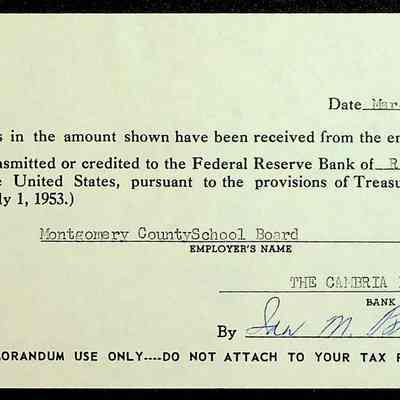 Date Mar
s in the amount shown have been received from the e
nsmitted or credited to the Federal Reserve Bank of R
e United States, pursuant to the provisions of Treasu
ly 1, 1953.)
Montgomery CountySchool Board
EMPLOYER'S NAME
THE CAMBRIA
BANK
By M.
MORANDUM USE ONLY----DO NOT ATTACH TO YOUR TAX